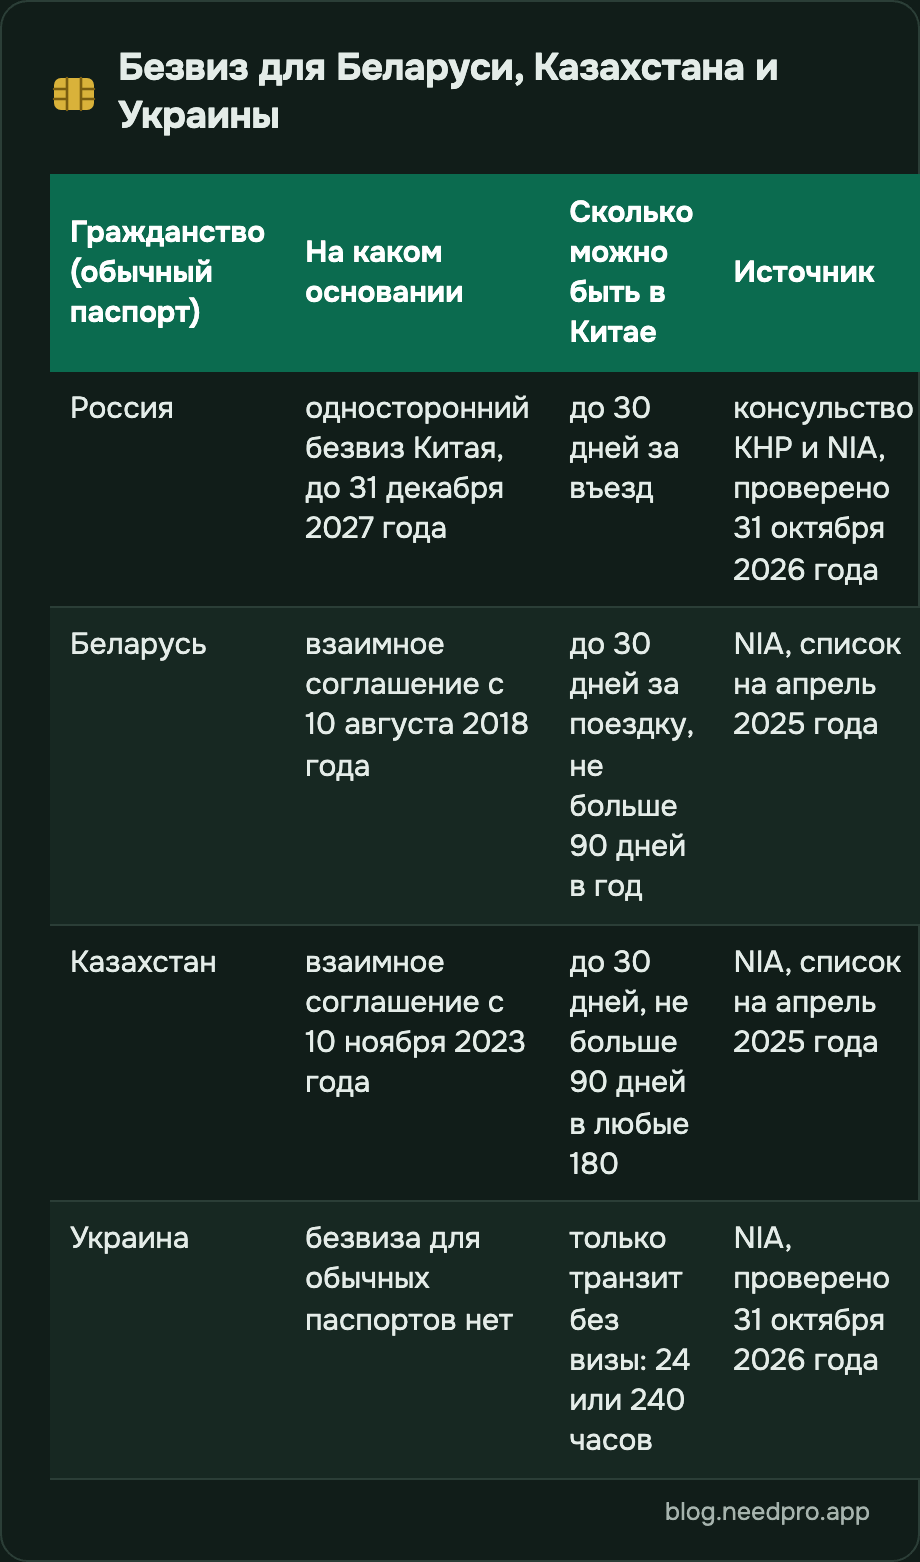 Безвиз для Беларуси, Казахстана и
Украины
Гражданство
(обычный
паспорт)
На каком
основании
Сколько
можно
быть в
Китае
Источник
Россия
односторонний
безвиз Китая,
до 31 декабря
2027 года
до 30
дней за
въезд
консульство
КНР и NIA,
проверено
31 октября
2026 года
Беларусь
взаимное
соглашение с
10 августа 2018
года
до 30
дней за
поездку,
не
больше
90 дней
в год
NIA, список
на апрель
2025 года
Казахстан
взаимное
соглашение с
10 ноября 2023
года
до 30
дней, не
больше
90 дней
в любые
180
NIA, список
на апрель
2025 года
Украина
безвиза для
обычных
паспортов нет
только
транзит
без
визы: 24
или 240
часов
NIA,
проверено
31 октября
2026 года
blog.needpro.app